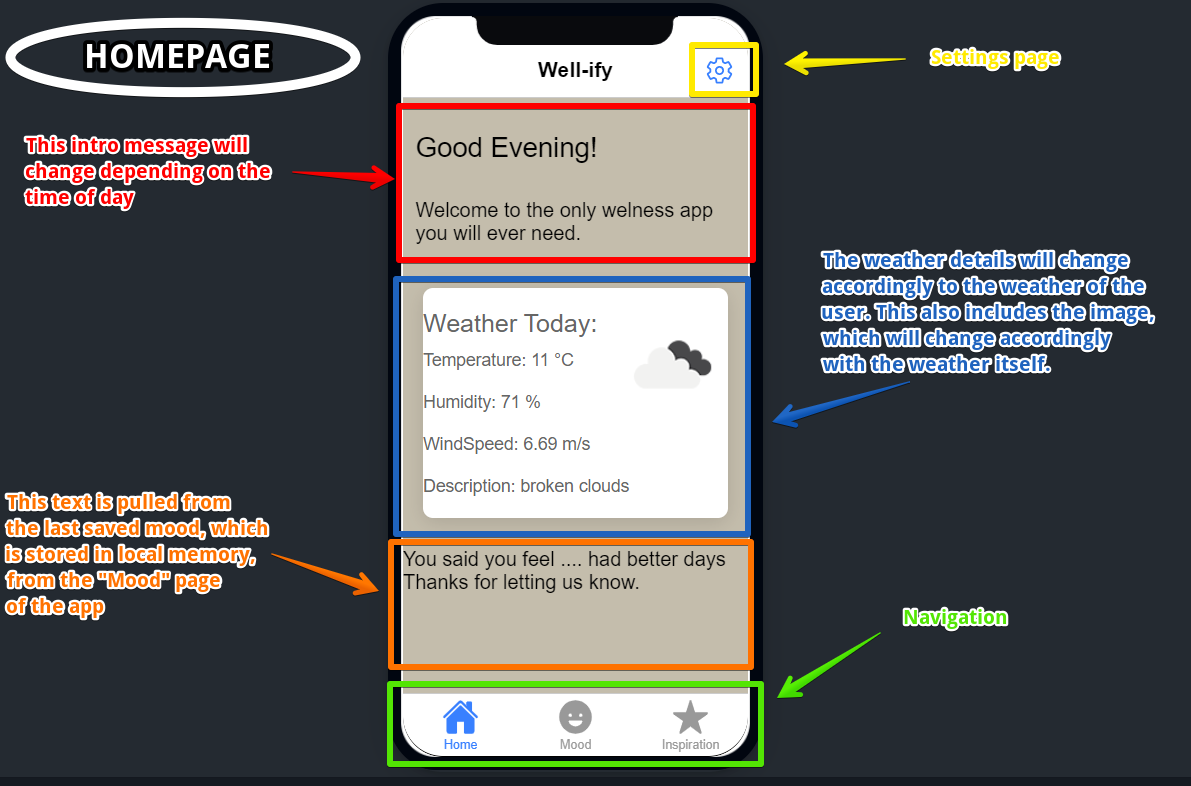 HOMEPAGE
Well-ify
Settings page
This intro message will
change depending on the
time of day
Good Evening!
Welcome to the only welness app
you will ever need.
The weather details will change
accordingly to the weather of the
user. This also includes the image,
which will change accordingly
with the weather itself.
Weather Today:
Temperature: 11 °C
Humidity: 71 %
WindSpeed: 6.69 m/s
Description: broken clouds
This text is pulled from
the last saved mood, which
is stored in local memory,
from the "Mood" page
of the app
You said you feel .... had better days
Thanks for letting us know.
Navigation
Home
Mood
Inspiration